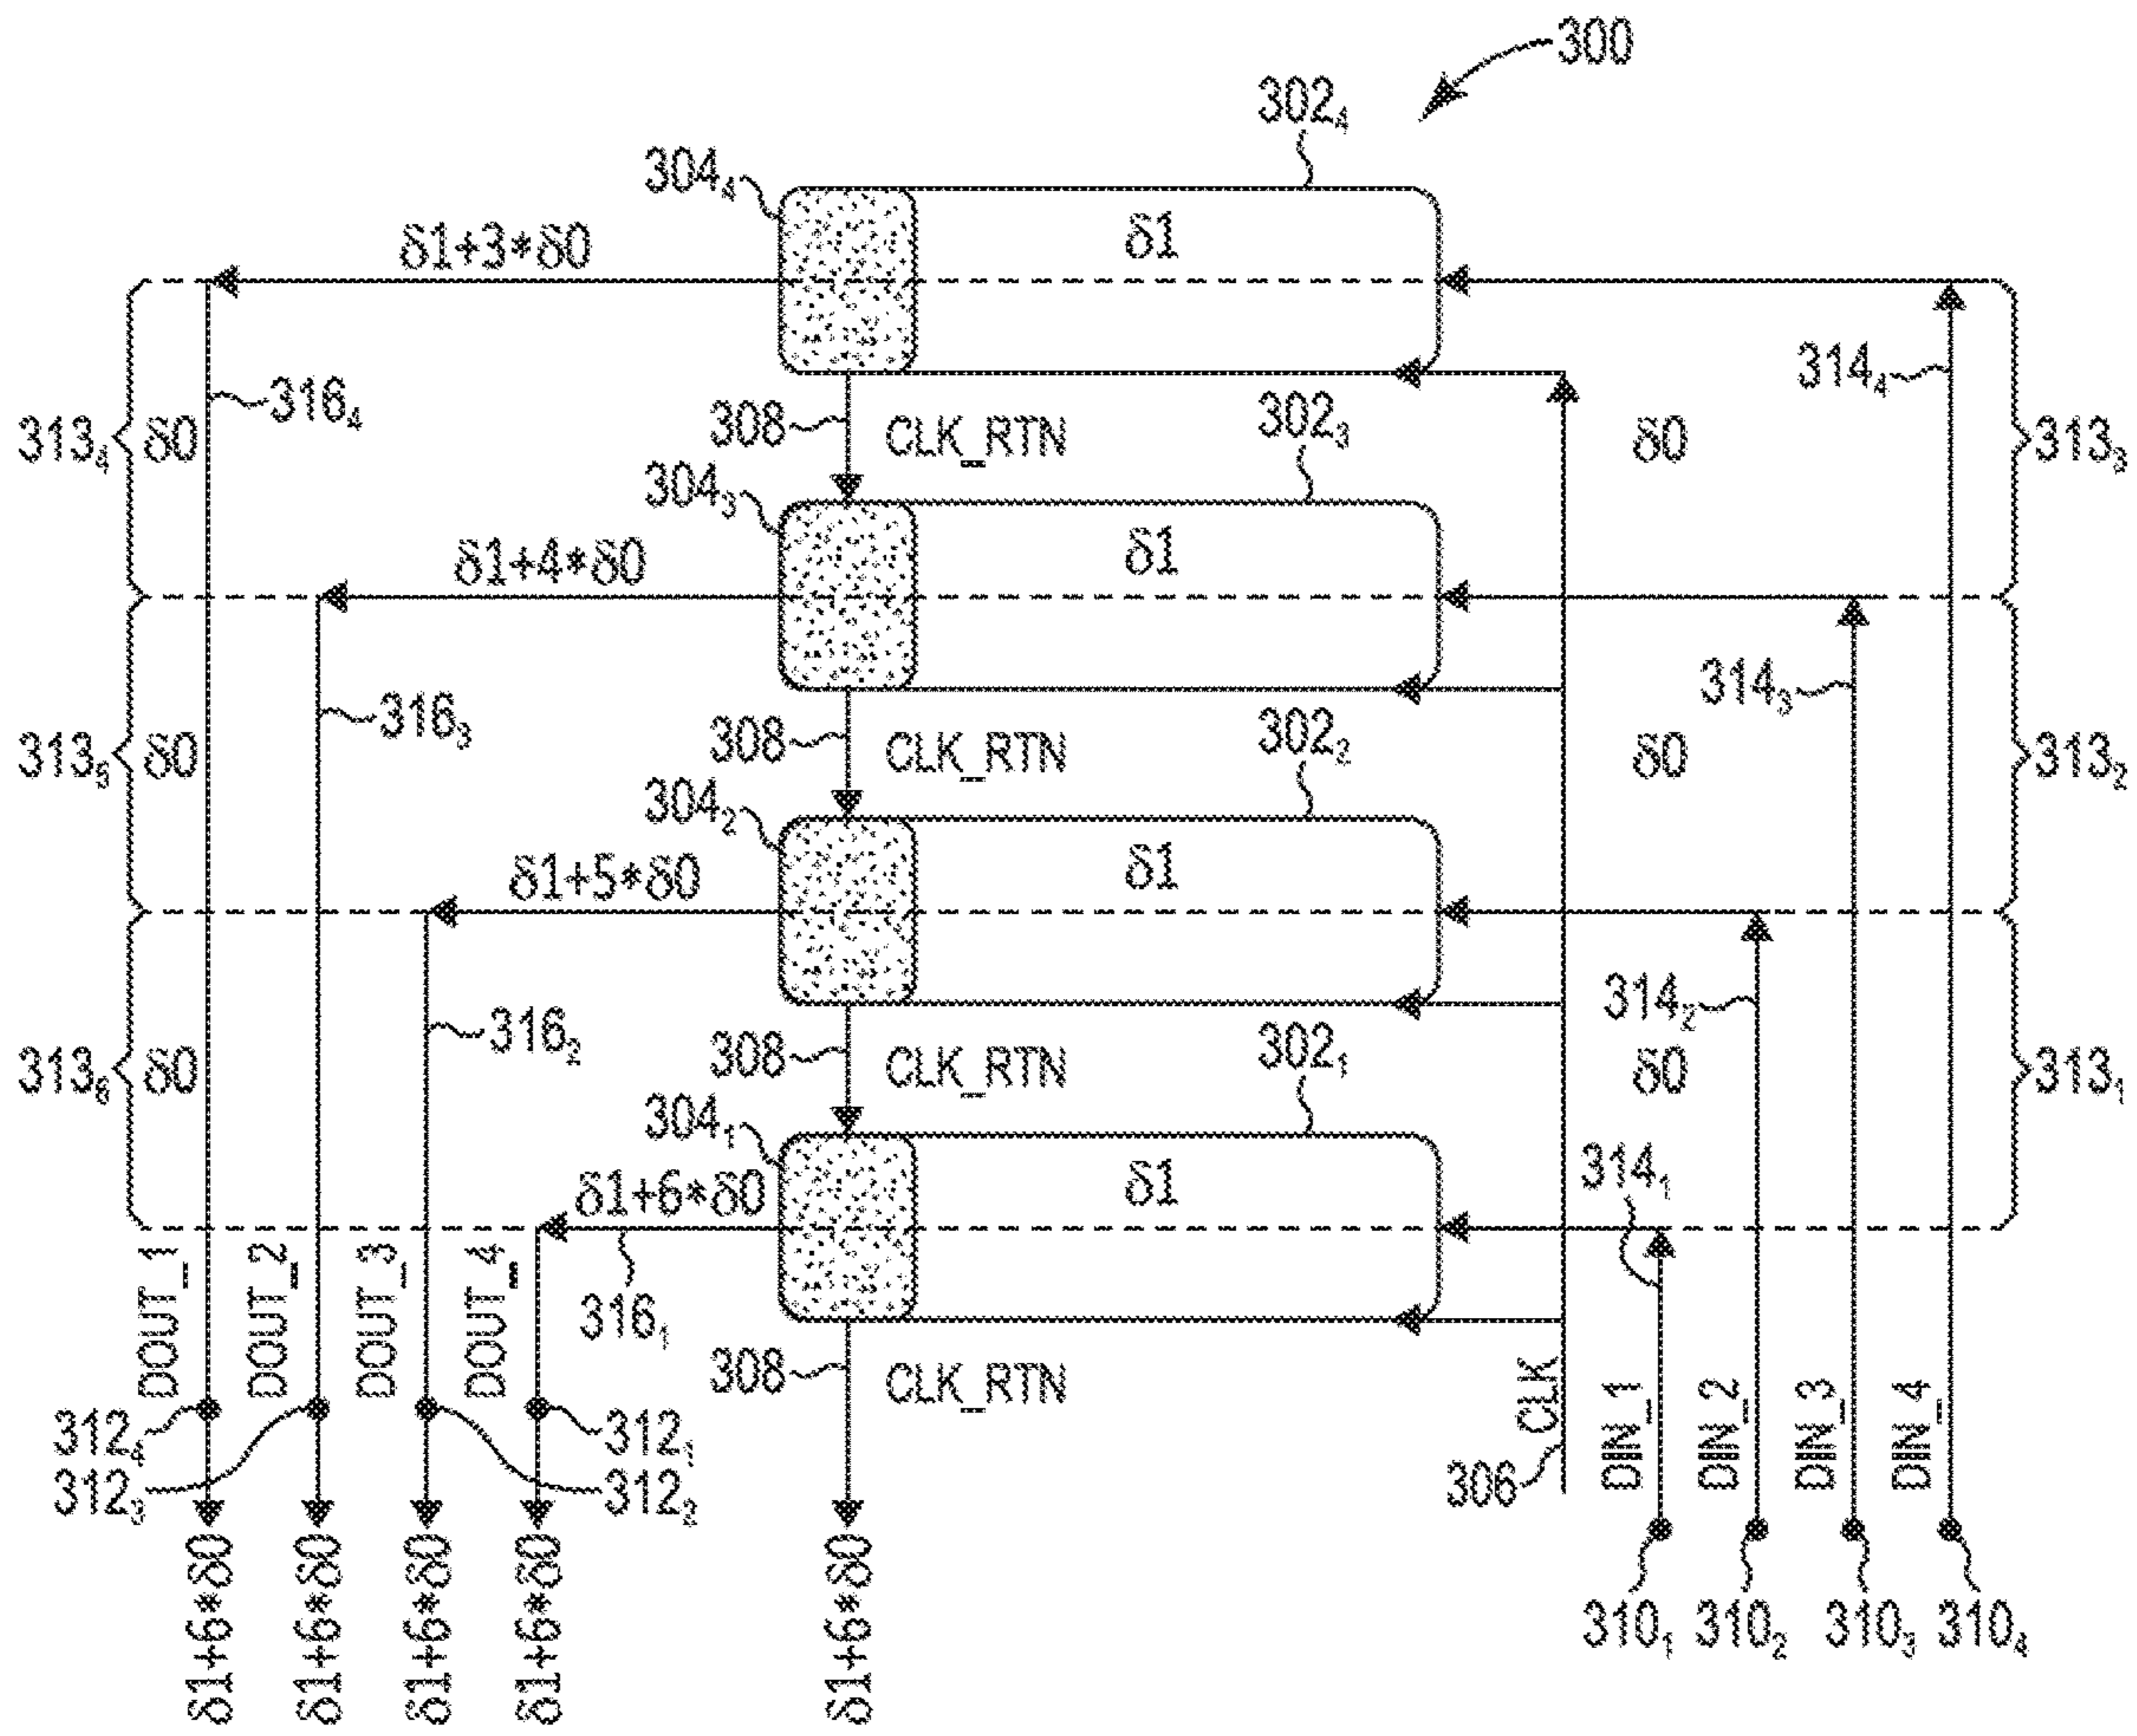 300
302₄
304₄
δ1
δ1+3*δ0
314₄
316₄
302₃
308 CLK_RTN
313₄ δ0
δ0 313₃
304₃
δ1
δ1+4*δ0
314₃
316₃
302₂
308 CLK_RTN
313₅ δ0
δ0 313₂
304₂
δ1
δ1+5*δ0
314₂
316₂
302₁
308 CLK_RTN
313₆ δ0
δ0 313₁
304₁
314₁
δ1+6*δ0
δ1
DOUT_1
DOUT_2
DOUT_3
DOUT_4
316₁
308 CLK_RTN
CLK
DIN_1
DIN_2
DIN_3
DIN_4
312₄
312₁
306
312₃
312₂
δ1+6*δ0
δ1+6*δ0
δ1+6*δ0
δ1+6*δ0
δ1+6*δ0
310₁
310₂
310₃
310₄